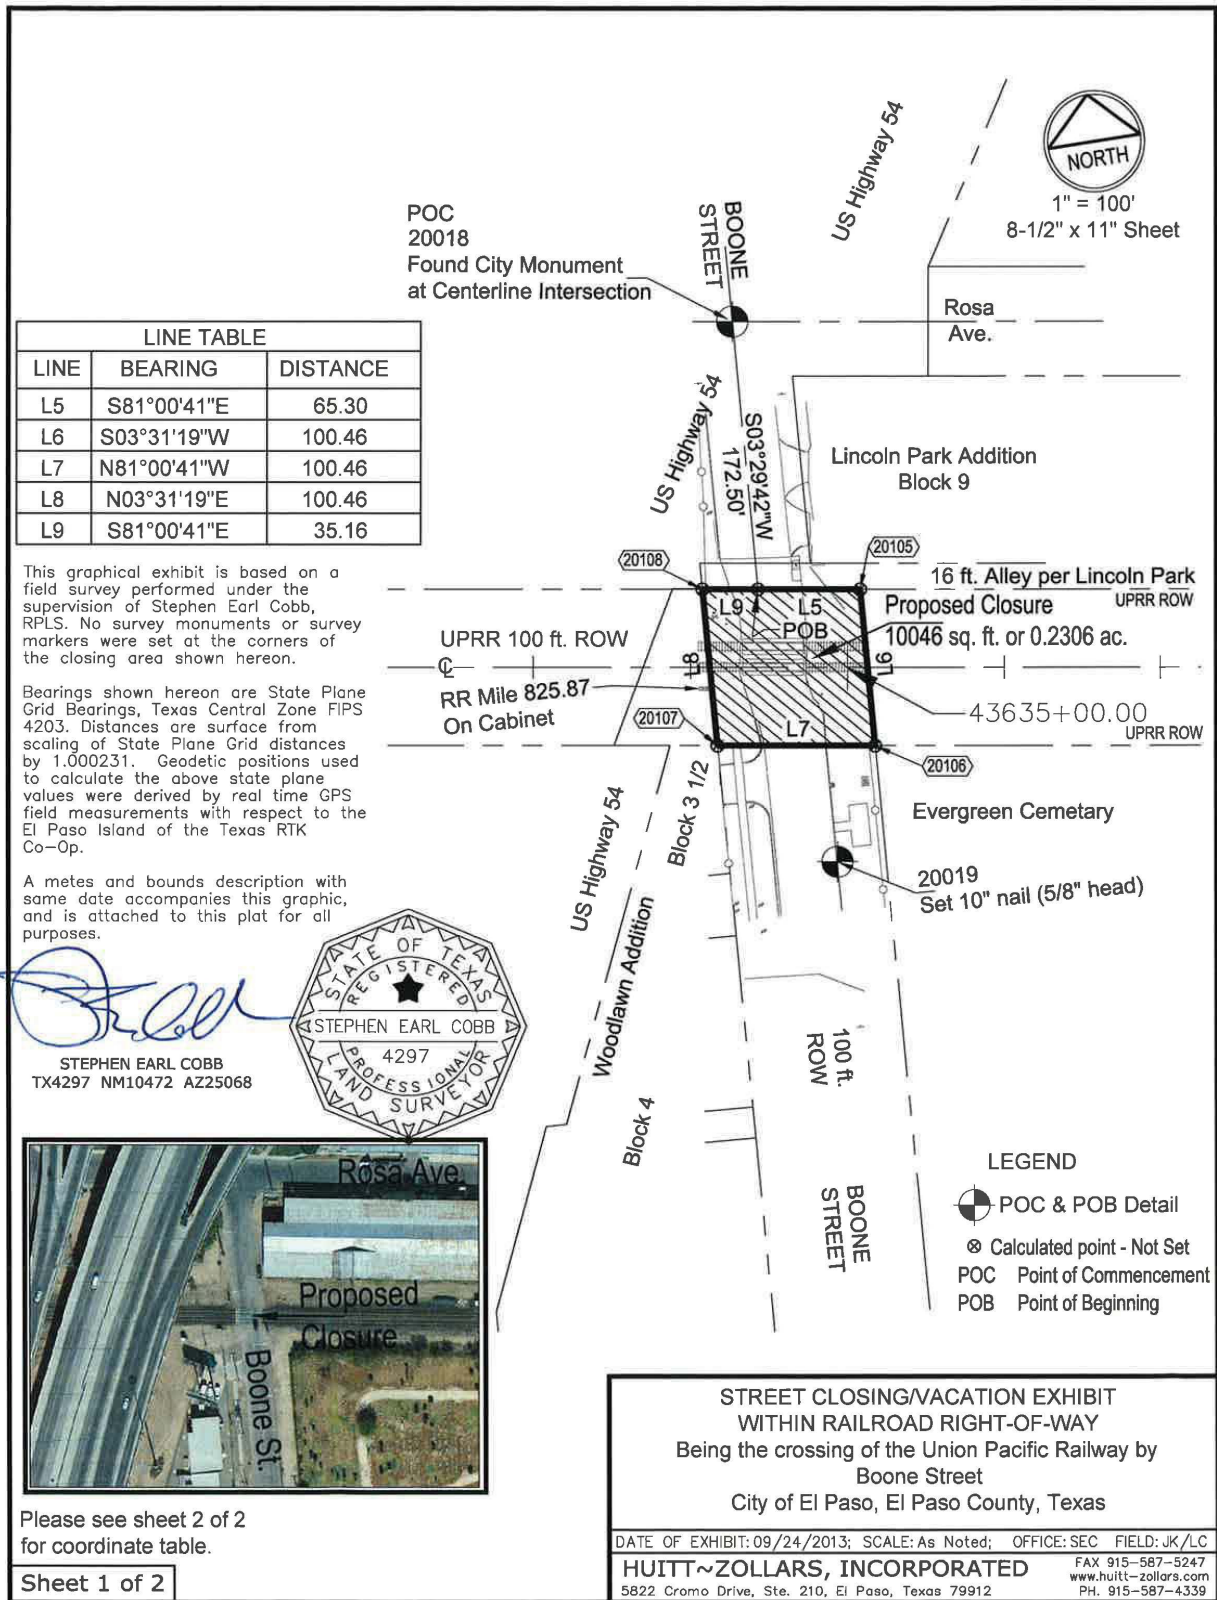 NORTH
1" = 100'
8-1/2" x 11" Sheet
US Highway 54
BOONE
STREET
POC
20018
Found City Monument
at Centerline Intersection
Rosa
Ave.
LINE TABLE
LINE BEARING DISTANCE
L5 S81°00'41"E 65.30
L6 S03°31'19"W 100.46
L7 N81°00'41"W 100.46
L8 N03°31'19"E 100.46
L9 S81°00'41"E 35.16
US Highway 54
S03°29'42"W
172.50'
Lincoln Park Addition
Block 9
This graphical exhibit is based on a
field survey performed under the
supervision of Stephen Earl Cobb,
RPLS. No survey monuments or survey
markers were set at the corners of
the closing area shown hereon.
Bearings shown hereon are State Plane
Grid Bearings, Texas Central Zone FIPS
4203. Distances are surface from
scaling of State Plane Grid distances
by 1.000231. Geodetic positions used
to calculate the above state plane
values were derived by real time GPS
field measurements with respect to the
El Paso Island of the Texas RTK
Co-Op.
A metes and bounds description with
same date accompanies this graphic,
and is attached to this plat for all
purposes.
20108
20105
16 ft. Alley per Lincoln Park
UPRR ROW
L9
L5
POB
Proposed Closure
10046 sq. ft. or 0.2306 ac.
UPRR 100 ft. ROW
L8
L6
CL
RR Mile 825.87
On Cabinet
43635+00.00
UPRR ROW
20107
L7
20106
Block 3 1/2
US Highway 54
Evergreen Cemetary
20019
Set 10" nail (5/8" head)
Woodlawn Addition
100 ft.
ROW
Block 4
BOONE
STREET
STATE OF TEXAS
REGISTERED
STEPHEN EARL COBB
4297
PROFESSIONAL
LAND SURVEYOR
STEPHEN EARL COBB
TX4297 NM10472 AZ25068
Rosa Ave.
Proposed
Closure
Boone St.
LEGEND
POC & POB Detail
Calculated point - Not Set
POC Point of Commencement
POB Point of Beginning
Please see sheet 2 of 2
for coordinate table.
Sheet 1 of 2
STREET CLOSING/VACATION EXHIBIT
WITHIN RAILROAD RIGHT-OF-WAY
Being the crossing of the Union Pacific Railway by
Boone Street
City of El Paso, El Paso County, Texas
DATE OF EXHIBIT: 09/24/2013; SCALE: As Noted; OFFICE: SEC FIELD: JK/LC
HUITT~ZOLLARS, INCORPORATED
5822 Cromo Drive, Ste. 210, El Paso, Texas 79912
FAX 915-587-5247
www.huitt-zollars.com
PH. 915-587-4339